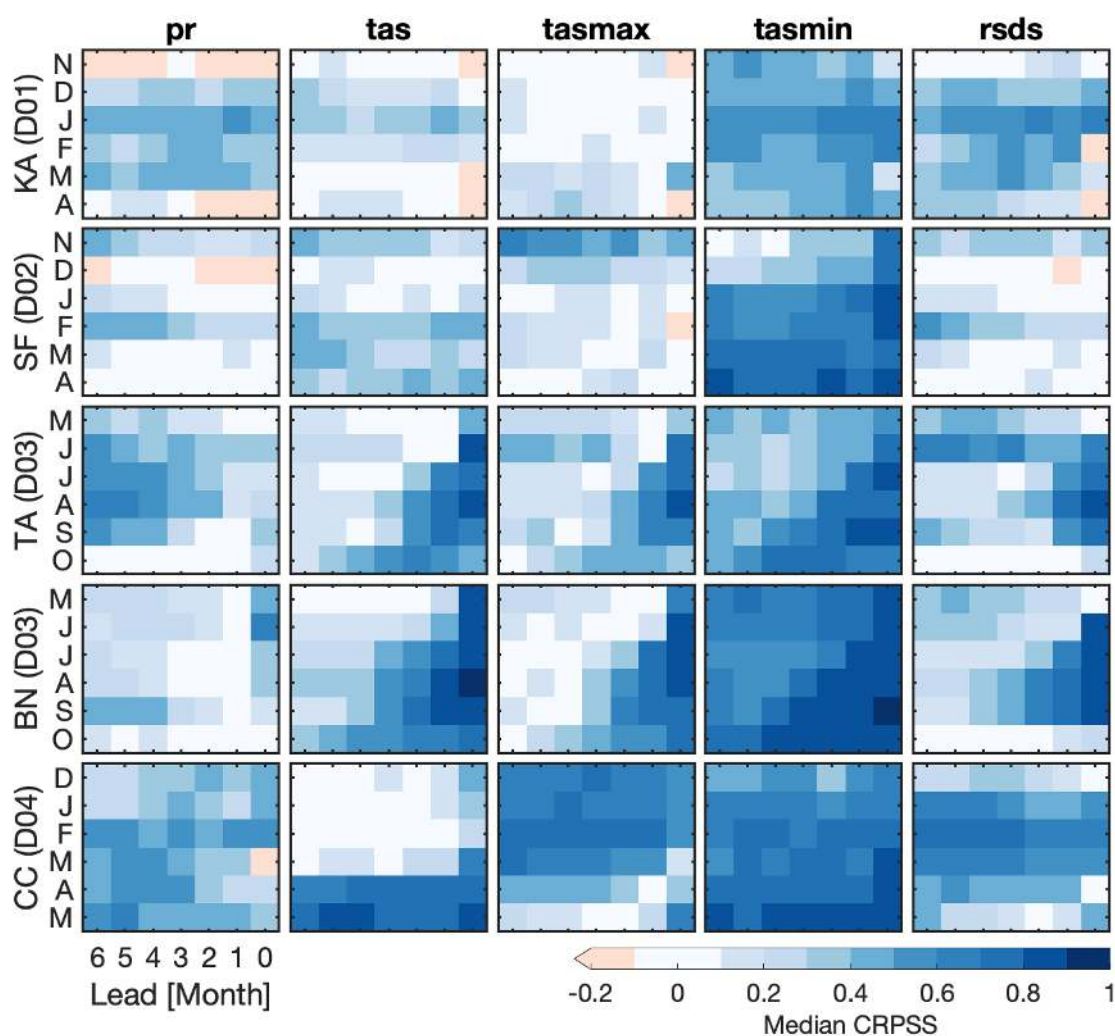 pr tas tasmax tasmin rsds
KA (D01)
N
D
J
F
M
A
SF (D02)
N
D
J
F
M
A
TA (D03)
M
J
J
A
S
O
BN (D03)
M
J
J
A
S
O
CC (D04)
D
J
F
M
A
M
6 5 4 3 2 1 0
Lead [Month]
-0.2 0 0.2 0.4 0.6 0.8 1
Median CRPSS